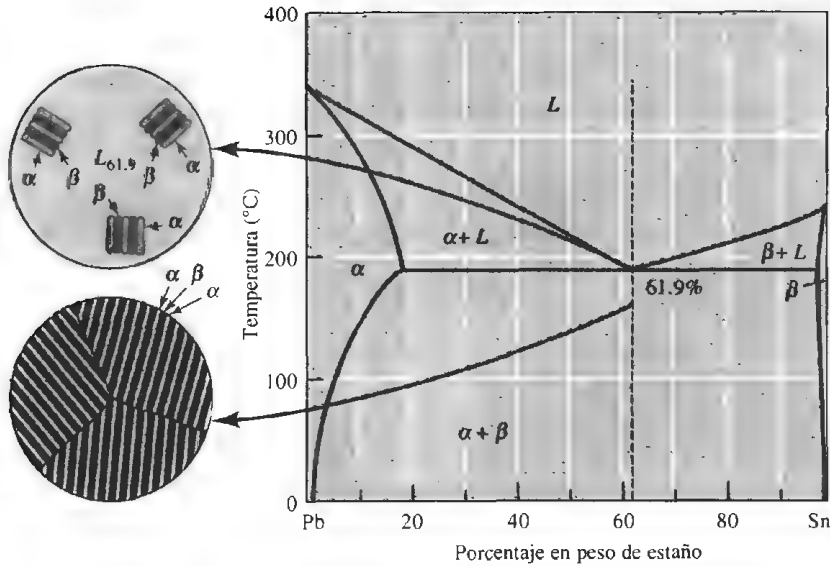 400
300
200
100
0
Temperatura (°C)
L
α + L
α
β + L
β
61.9%
α + β
Pb
20
40
60
80
Sn
Porcentaje en peso de estaño
L61.9
α
β
β
α
β
α
α
β
α